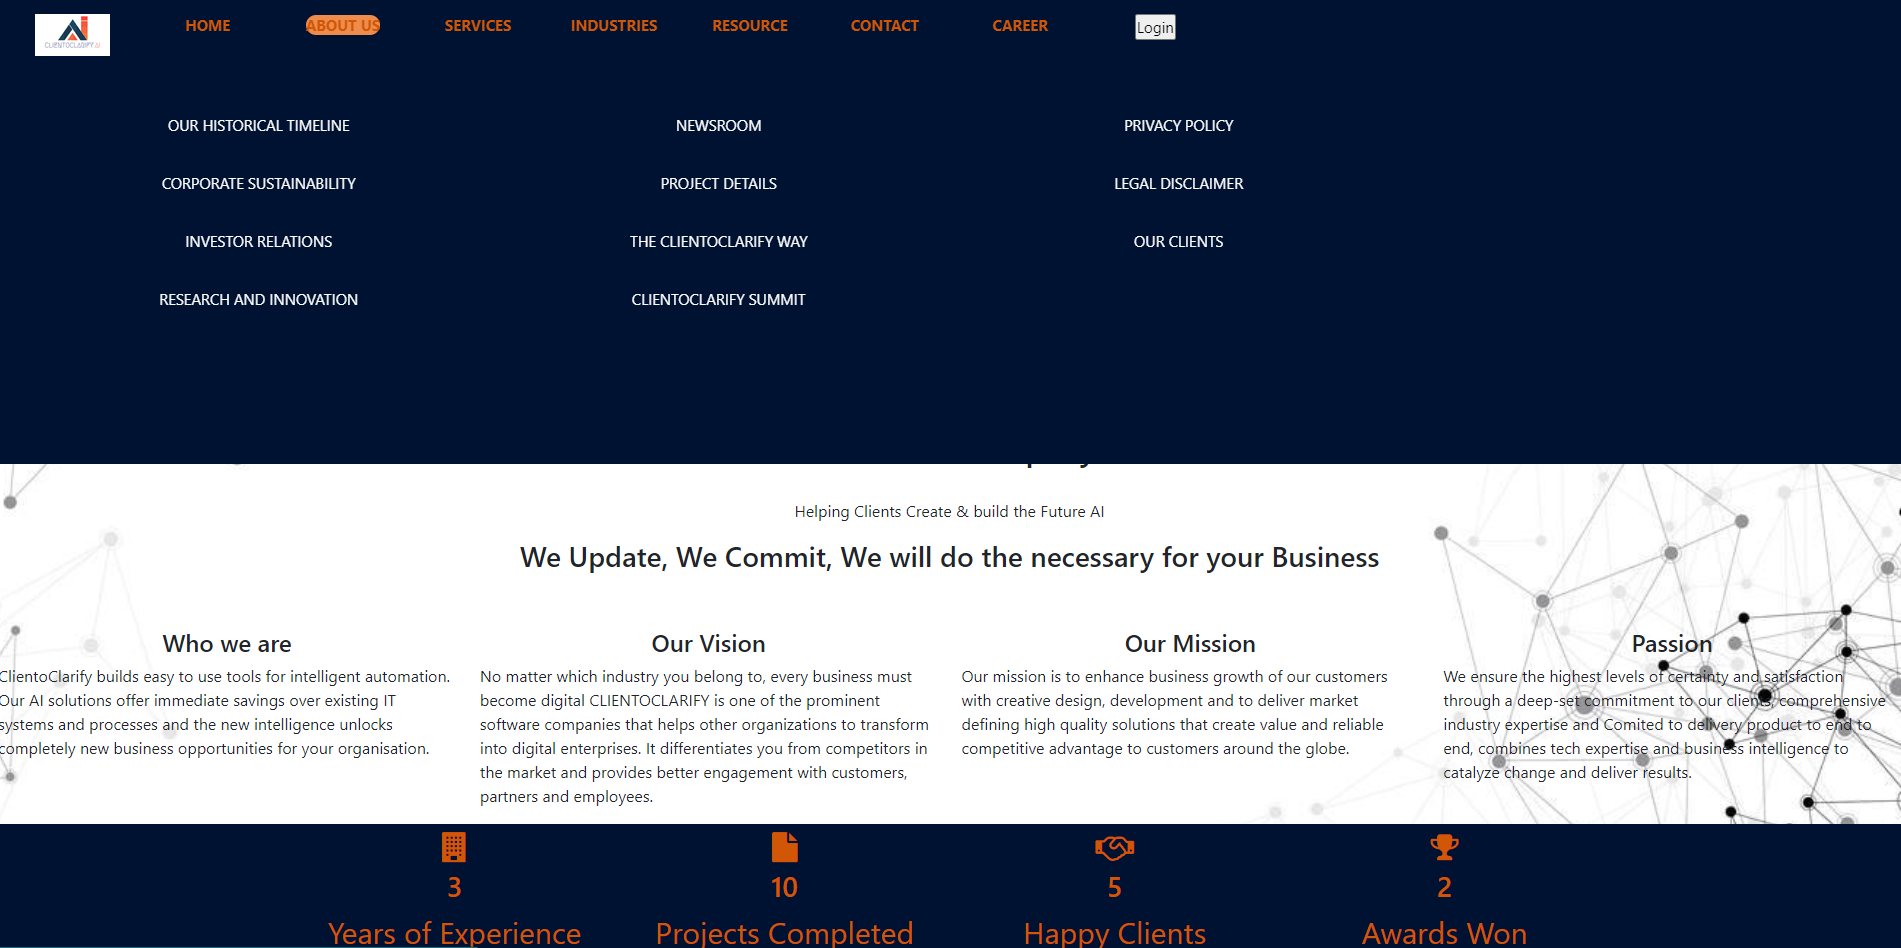 CLIENTOCLARIFY.AI
HOME
ABOUT US
SERVICES
INDUSTRIES
RESOURCE
CONTACT
CAREER
Login
OUR HISTORICAL TIMELINE
NEWSROOM
PRIVACY POLICY
CORPORATE SUSTAINABILITY
PROJECT DETAILS
LEGAL DISCLAIMER
INVESTOR RELATIONS
THE CLIENTOCLARIFY WAY
OUR CLIENTS
RESEARCH AND INNOVATION
CLIENTOCLARIFY SUMMIT
Helping Clients Create & build the Future AI
We Update, We Commit, We will do the necessary for your Business
Who we are
ClientoClarify builds easy to use tools for intelligent automation.
Our AI solutions offer immediate savings over existing IT
systems and processes and the new intelligence unlocks
completely new business opportunities for your organisation.
Our Vision
No matter which industry you belong to, every business must
become digital CLIENTOCLARIFY is one of the prominent
software companies that helps other organizations to transform
into digital enterprises. It differentiates you from competitors in
the market and provides better engagement with customers,
partners and employees.
Our Mission
Our mission is to enhance business growth of our customers
with creative design, development and to deliver market
defining high quality solutions that create value and reliable
competitive advantage to customers around the globe.
Passion
We ensure the highest levels of certainty and satisfaction
through a deep-set commitment to our clients, comprehensive
industry expertise and Comited to delivery product to end to
end, combines tech expertise and business intelligence to
catalyze change and deliver results.
3
Years of Experience
10
Projects Completed
5
Happy Clients
2
Awards Won